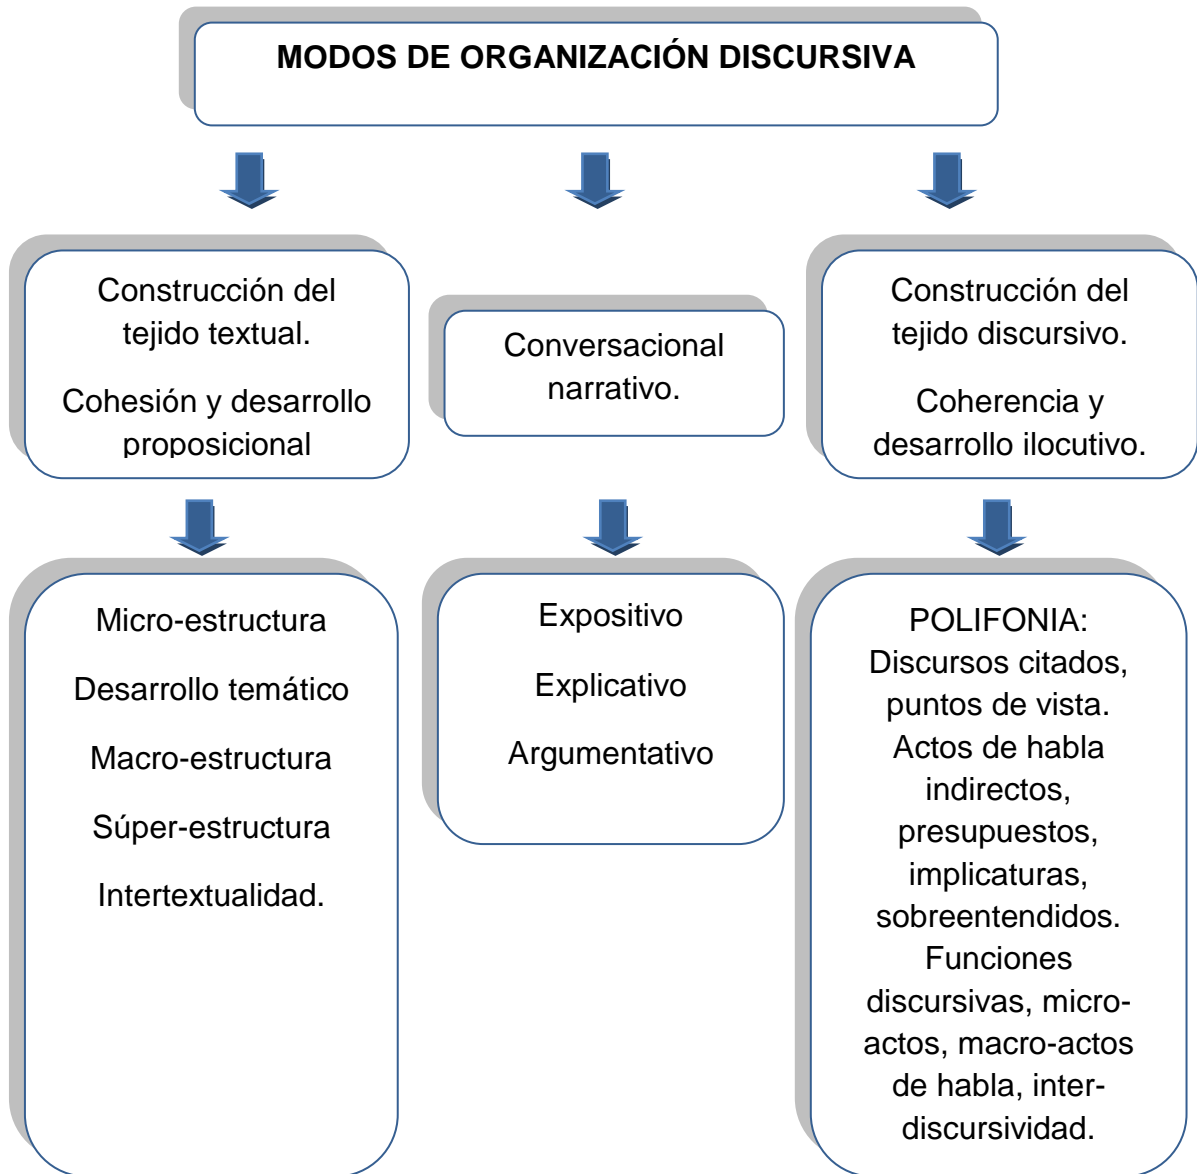 MODOS DE ORGANIZACIÓN DISCURSIVA
Construcción del
tejido textual.
Cohesión y desarrollo
proposicional
Conversacional
narrativo.
Construcción del
tejido discursivo.
Coherencia y
desarrollo ilocutivo.
Micro-estructura
Desarrollo temático
Macro-estructura
Súper-estructura
Intertextualidad.
Expositivo
Explicativo
Argumentativo
POLIFONIA:
Discursos citados,
puntos de vista.
Actos de habla
indirectos,
presupuestos,
implicaturas,
sobreentendidos.
Funciones
discursivas, micro-
actos, macro-actos
de habla, inter-
discursividad.